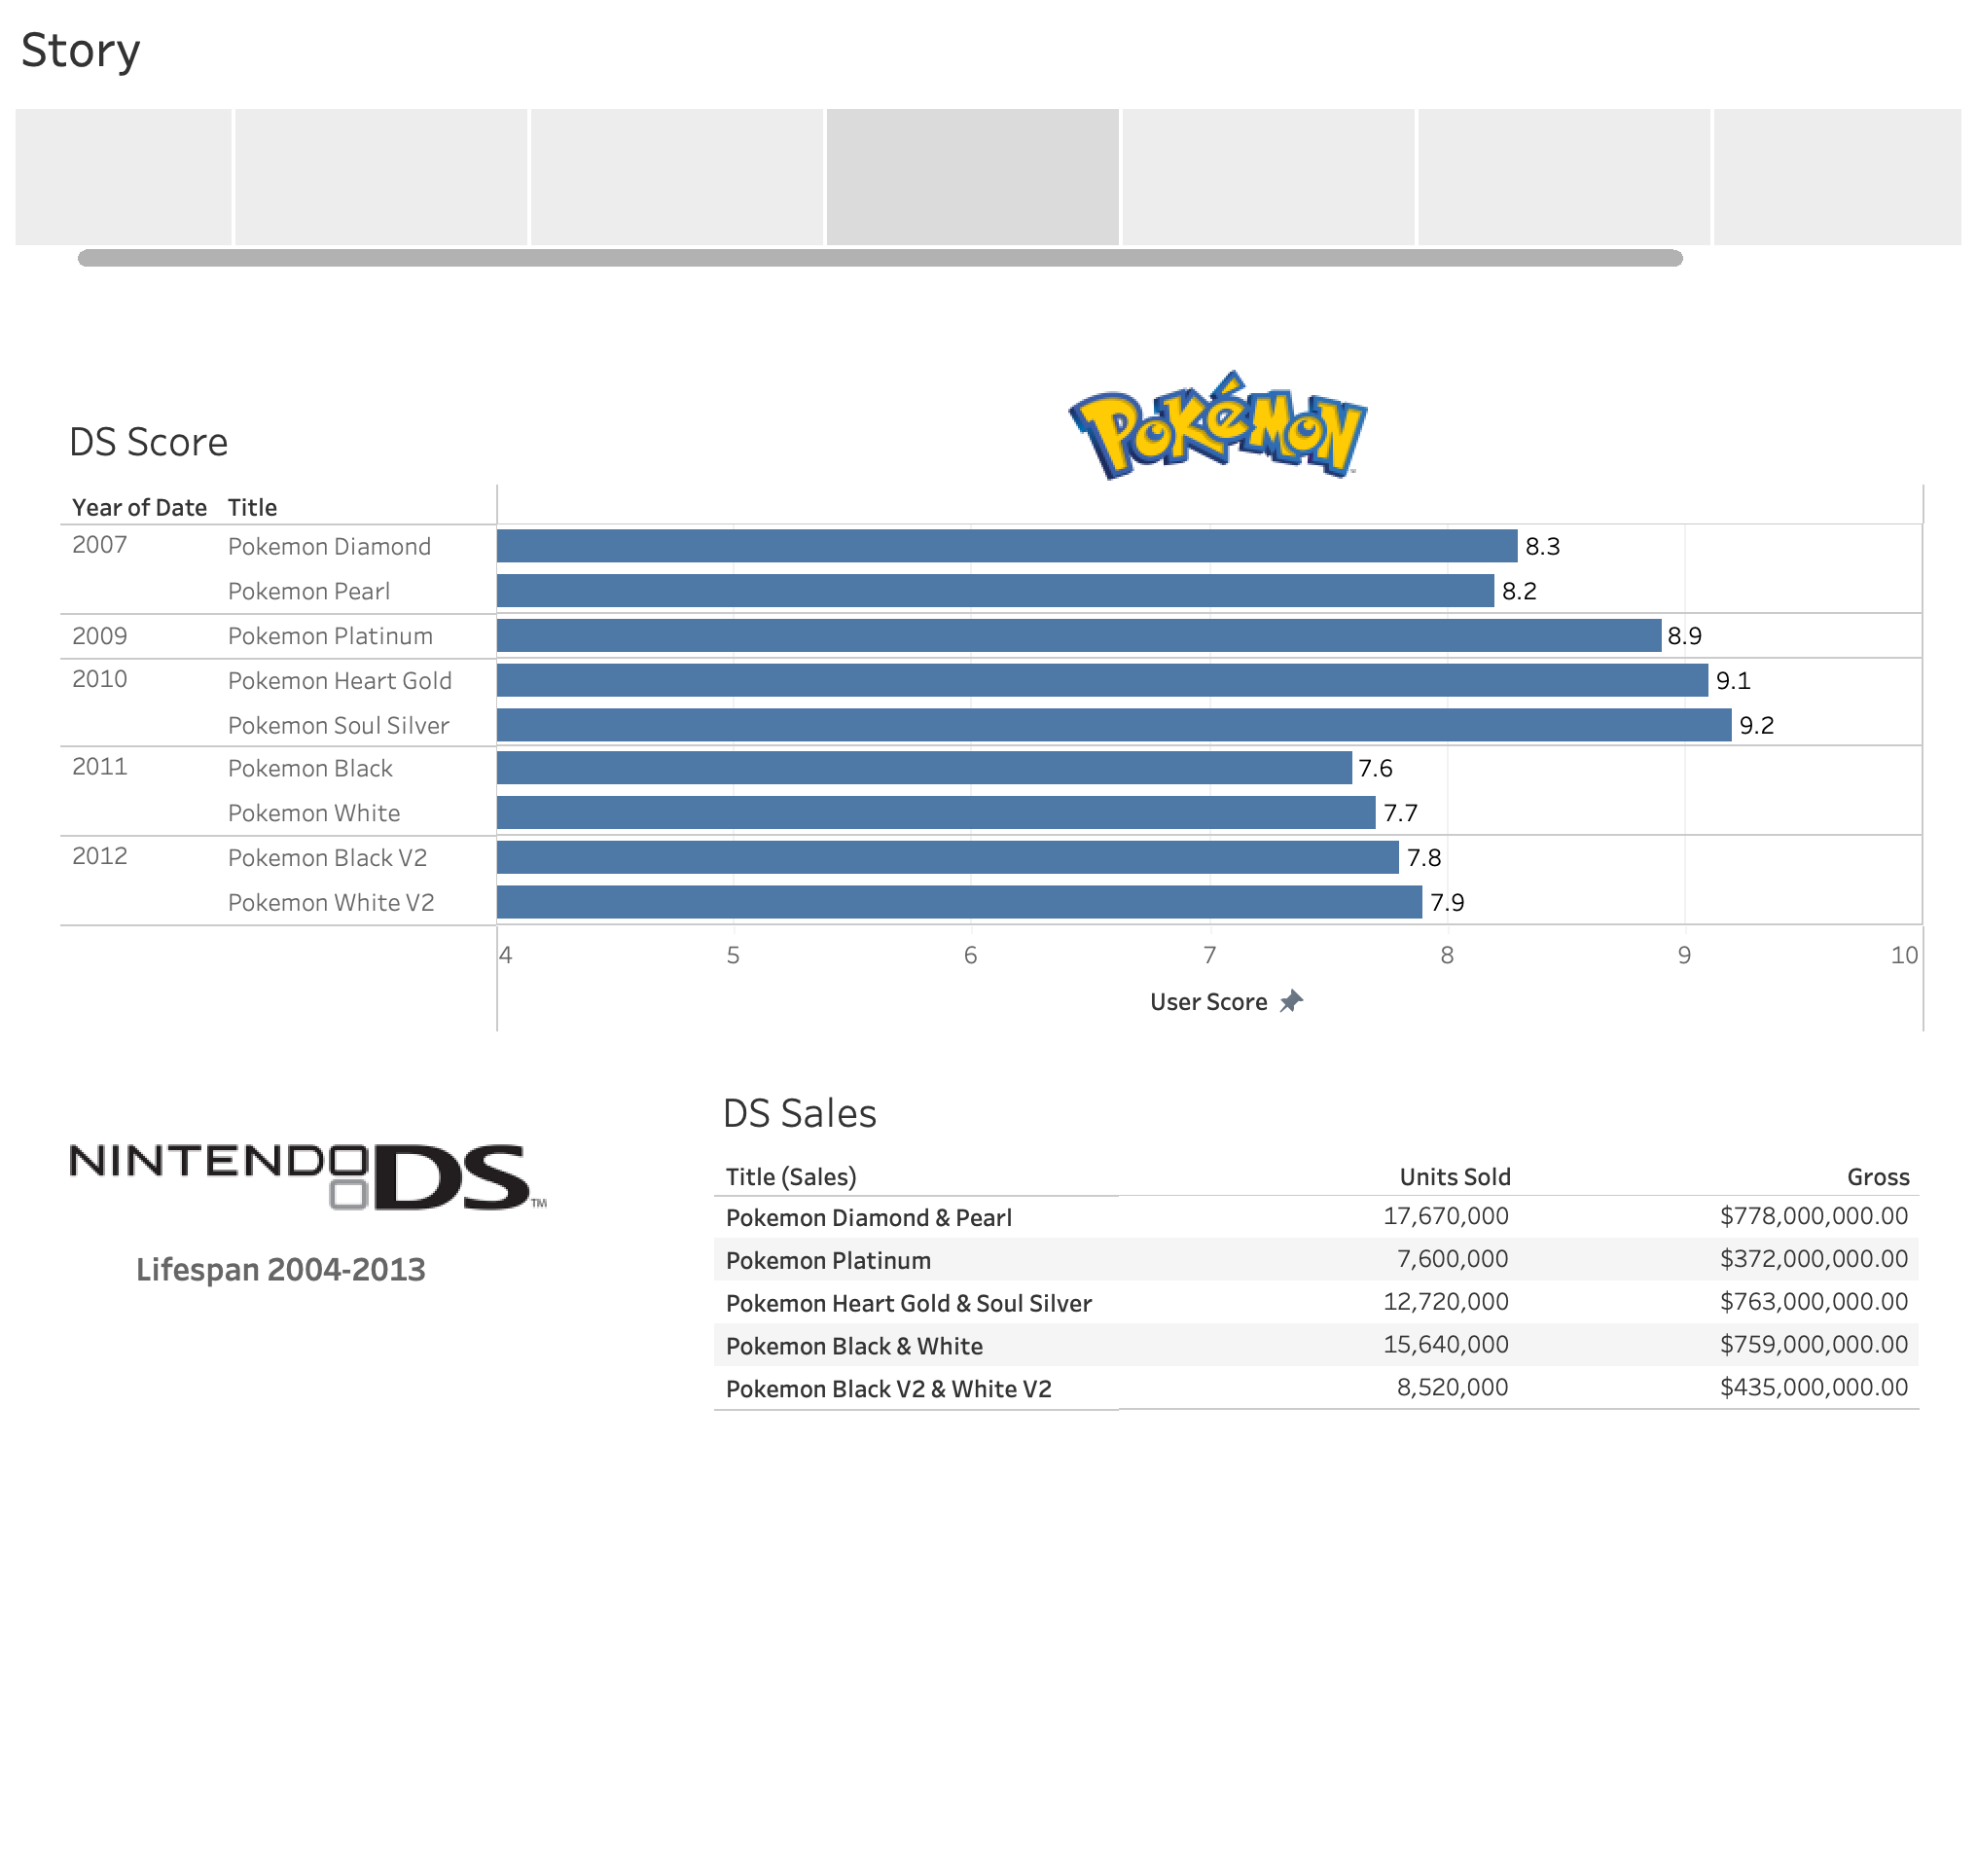 Story
POKéMON
DS Score
Year of Date Title
2007 Pokemon Diamond 8.3
Pokemon Pearl 8.2
2009 Pokemon Platinum 8.9
2010 Pokemon Heart Gold 9.1
Pokemon Soul Silver 9.2
2011 Pokemon Black 7.6
Pokemon White 7.7
2012 Pokemon Black V2 7.8
Pokemon White V2 7.9
4 5 6 7 8 9 10
User Score
DS Sales
NINTENDO DS™
Lifespan 2004-2013
Title (Sales) Units Sold Gross
Pokemon Diamond & Pearl 17,670,000 $778,000,000.00
Pokemon Platinum 7,600,000 $372,000,000.00
Pokemon Heart Gold & Soul Silver 12,720,000 $763,000,000.00
Pokemon Black & White 15,640,000 $759,000,000.00
Pokemon Black V2 & White V2 8,520,000 $435,000,000.00